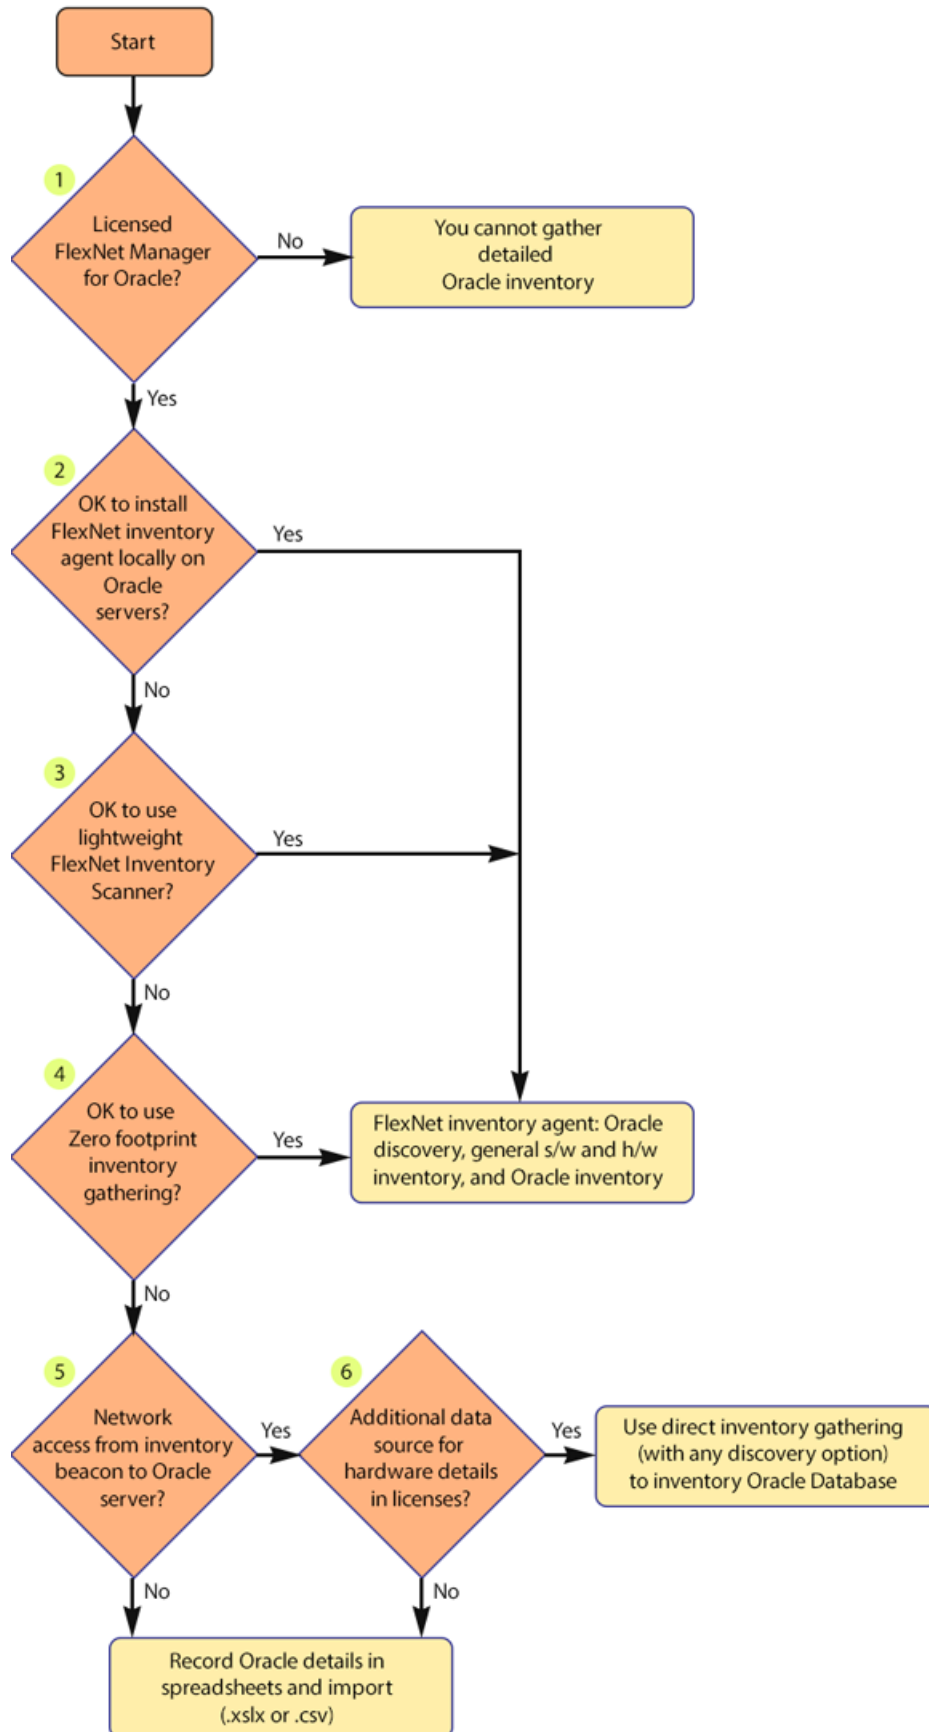 Start
1
Licensed
FlexNet Manager
for Oracle?
No
You cannot gather
detailed
Oracle inventory
Yes
2
OK to install
FlexNet inventory
agent locally on
Oracle
servers?
Yes
No
3
OK to use
lightweight
FlexNet Inventory
Scanner?
Yes
No
4
OK to use
Zero footprint
inventory
gathering?
Yes
FlexNet inventory agent: Oracle
discovery, general s/w and h/w
inventory, and Oracle inventory
No
5
Network
access from inventory
beacon to Oracle
server?
Yes
6
Additional data
source for
hardware details
in licenses?
Yes
Use direct inventory gathering
(with any discovery option)
to inventory Oracle Database
No
No
Record Oracle details in
spreadsheets and import
(.xslx or .csv)